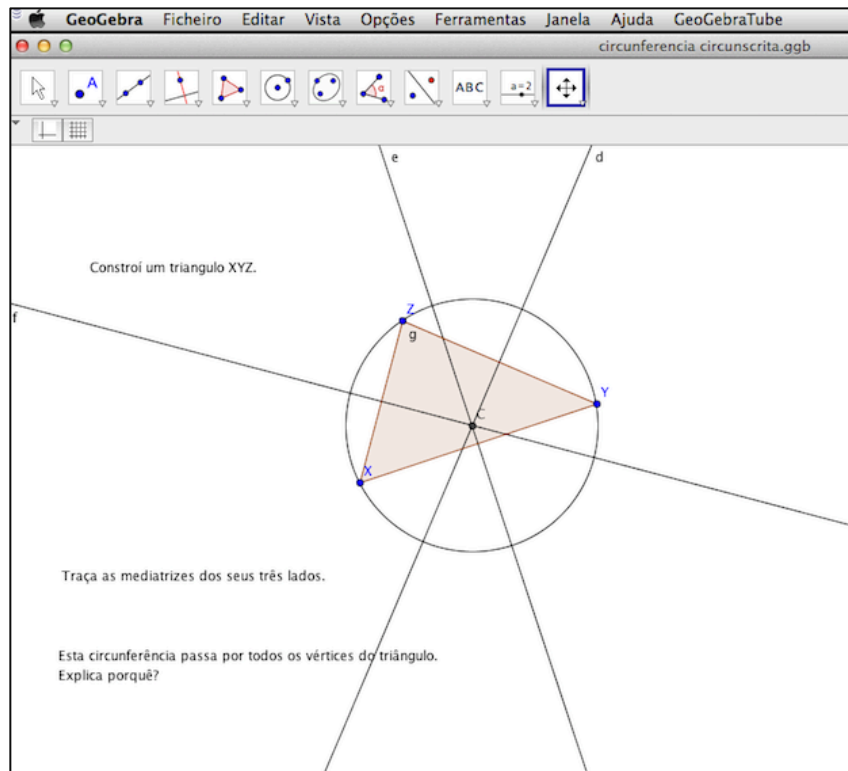 GeoGebra Ficheiro Editar Vista Opções Ferramentas Janela Ajuda GeoGebraTube
circunferencia circunscrita.ggb
A
α
ABC
a=2
e
d
Constroí um triangulo XYZ.
f
Z
g
Y
C
X
Traça as mediatrizes dos seus três lados.
Esta circunferência passa por todos os vértices do triângulo.
Explica porquê?